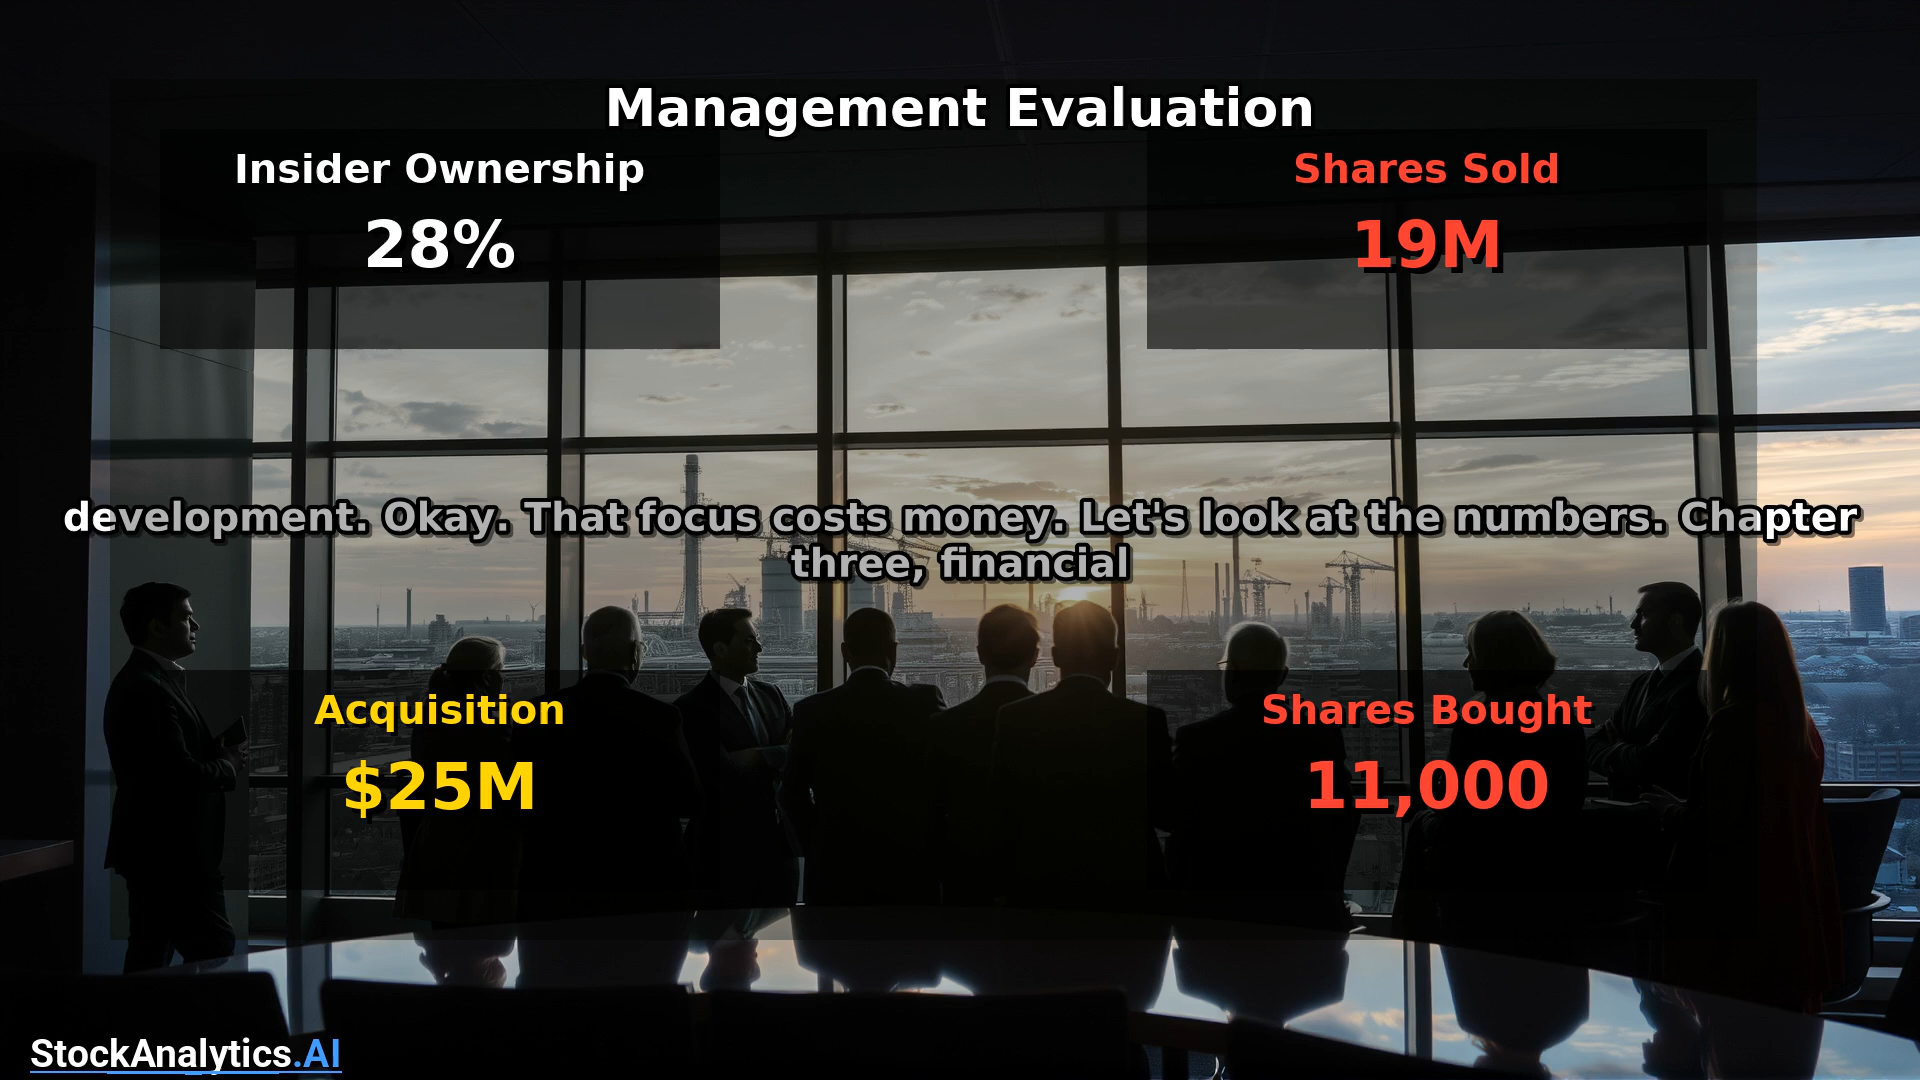 Management Evaluation
Insider Ownership
28%
Shares Sold
19M
development. Okay. That focus costs money. Let's look at the numbers. Chapter
three, financial
Acquisition
$25M
Shares Bought
11,000
StockAnalytics.AI